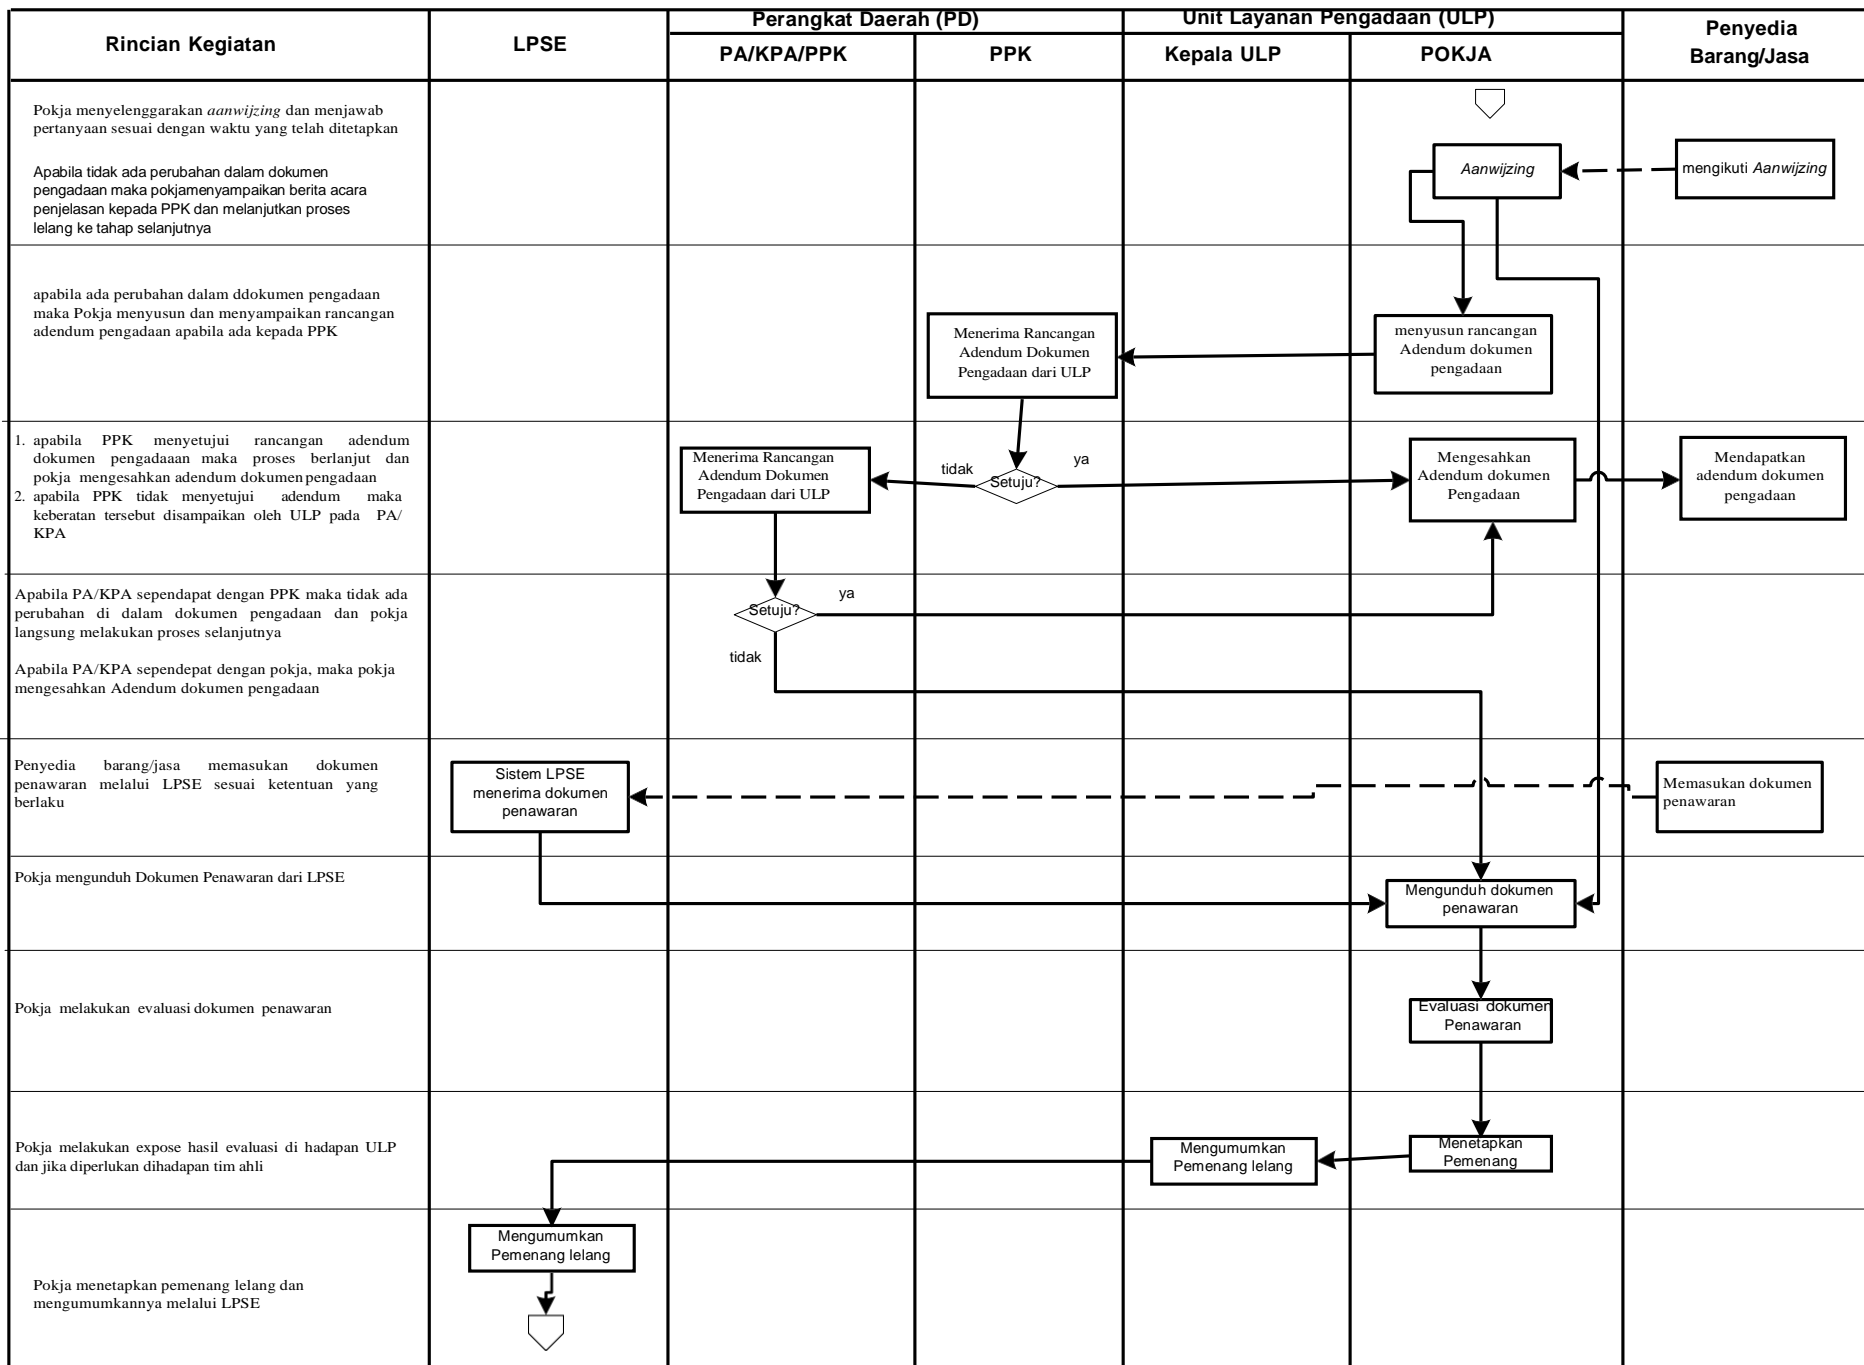 Perangkat Daerah (PD)
Unit Layanan Pengadaan (ULP)
Rincian Kegiatan
LPSE
PA/KPA/PPK
PPK
Kepala ULP
POKJA
Penyedia
Barang/Jasa
Pokja menyelenggarakan aanwijzing dan menjawab
pertanyaan sesuai dengan waktu yang telah ditetapkan
Apabila tidak ada perubahan dalam dokumen
pengadaan maka pokjamenyampaikan berita acara
penjelasan kepada PPK dan melanjutkan proses
lelang ke tahap selanjutnya
Aanwijzing
mengikuti Aanwijzing
apabila ada perubahan dalam ddokumen pengadaan
maka Pokja menyusun dan menyampaikan rancangan
adendum pengadaan apabila ada kepada PPK
Menerima Rancangan
Adendum Dokumen
Pengadaan dari ULP
menyusun rancangan
Adendum dokumen
pengadaan
1. apabila PPK menyetujui rancangan adendum
dokumen pengadaaan maka proses berlanjut dan
pokja mengesahkan adendum dokumen pengadaan
2. apabila PPK tidak menyetujui adendum maka
keberatan tersebut disampaikan oleh ULP pada PA/
KPA
Menerima Rancangan
Adendum Dokumen
Pengadaan dari ULP
tidak
Setuju?
ya
Mengesahkan
Adendum dokumen
Pengadaan
Mendapatkan
adendum dokumen
pengadaan
Apabila PA/KPA sependapat dengan PPK maka tidak ada
perubahan di dalam dokumen pengadaan dan pokja
langsung melakukan proses selanjutnya
Apabila PA/KPA sependepat dengan pokja, maka pokja
mengesahkan Adendum dokumen pengadaan
Setuju?
ya
tidak
Penyedia barang/jasa memasukan dokumen
penawaran melalui LPSE sesuai ketentuan yang
berlaku
Sistem LPSE
menerima dokumen
penawaran
Memasukan dokumen
penawaran
Pokja mengunduh Dokumen Penawaran dari LPSE
Mengunduh dokumen
penawaran
Pokja melakukan evaluasi dokumen penawaran
Evaluasi dokumen
Penawaran
Pokja melakukan expose hasil evaluasi di hadapan ULP
dan jika diperlukan dihadapan tim ahli
Mengumumkan
Pemenang lelang
Menetapkan
Pemenang
Mengumumkan
Pemenang lelang
Pokja menetapkan pemenang lelang dan
mengumumkannya melalui LPSE